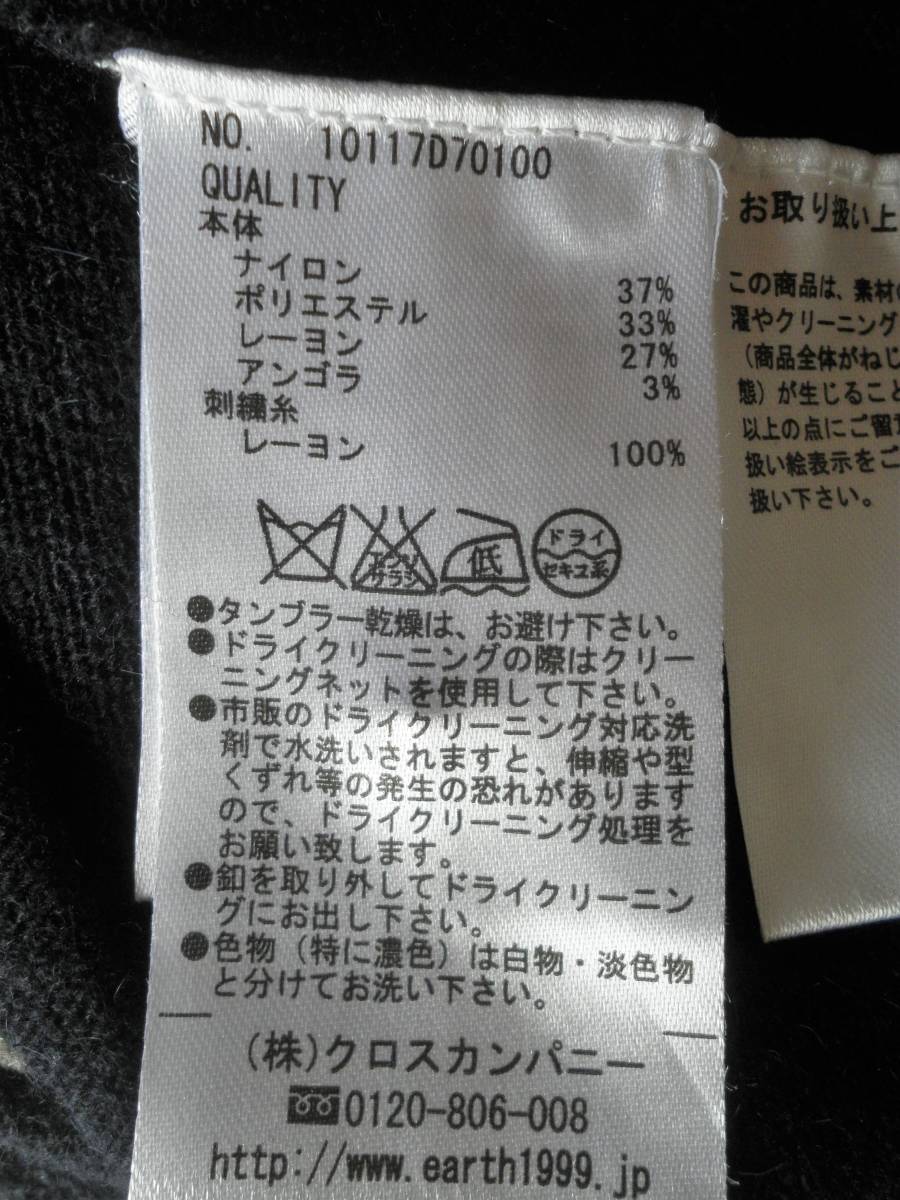 NO. 10117D70100
QUALITY
本体
ナイロン 37%
ポリエステル 33%
レーヨン 27%
アンゴラ 3%
刺繍糸
レーヨン 100%
エンソ
サラシ
低
ドライ
セキユ系
●タンブラー乾燥は、お避け下さい。
●ドライクリーニングの際はクリー
ニングネットを使用して下さい。
●市販のドライクリーニング対応洗
剤で水洗いされますと、伸縮や型
くずれ等の発生の恐れがあります
ので、ドライクリーニング処理を
お願い致します。
●釦を取り外してドライクリーニン
グにお出し下さい。
●色物（特に濃色）は白物・淡色物
と分けてお洗い下さい。
(株)クロスカンパニー
0120-806-008
http://www.earth1999.jp
お取り扱い上
この商品は、素材
濯やクリーニング
（商品全体がねじ
態）が生じること
以上の点にご留意
扱い絵表示をご
扱い下さい。